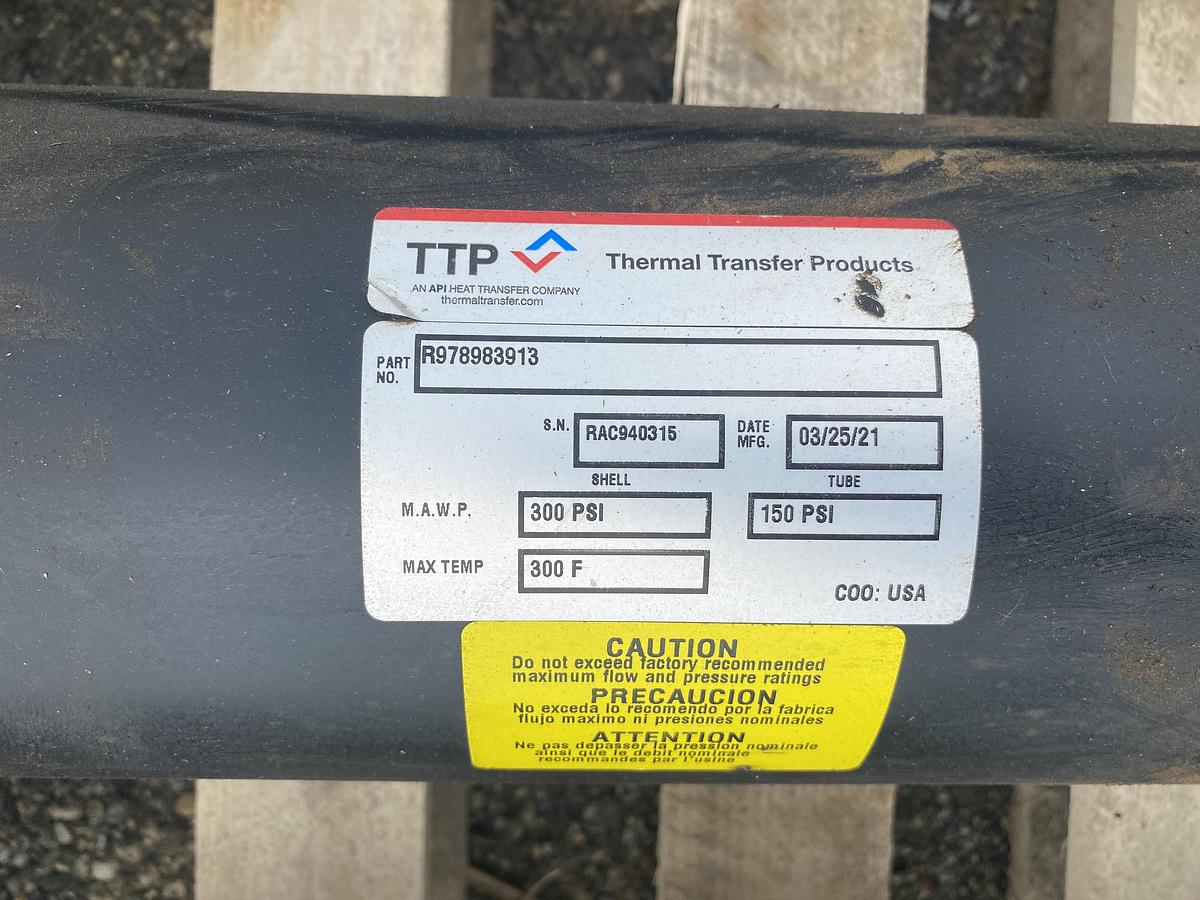 TTP
Thermal Transfer Products
AN API HEAT TRANSFER COMPANY
thermaltransfer.com
PART NO. R978983913
S.N. RAC940315 DATE MFG. 03/25/21
SHELL TUBE
M.A.W.P. 300 PSI 150 PSI
MAX TEMP 300 F
COO: USA
CAUTION
Do not exceed factory recommended
maximum flow and pressure ratings
PRECAUCION
No exceda lo recomendo por la fabrica
flujo maximo ni presiones nominales
ATTENTION
Ne pas depasser la pression nominale
ainsi que le debit nominale
recommandes par l'usine